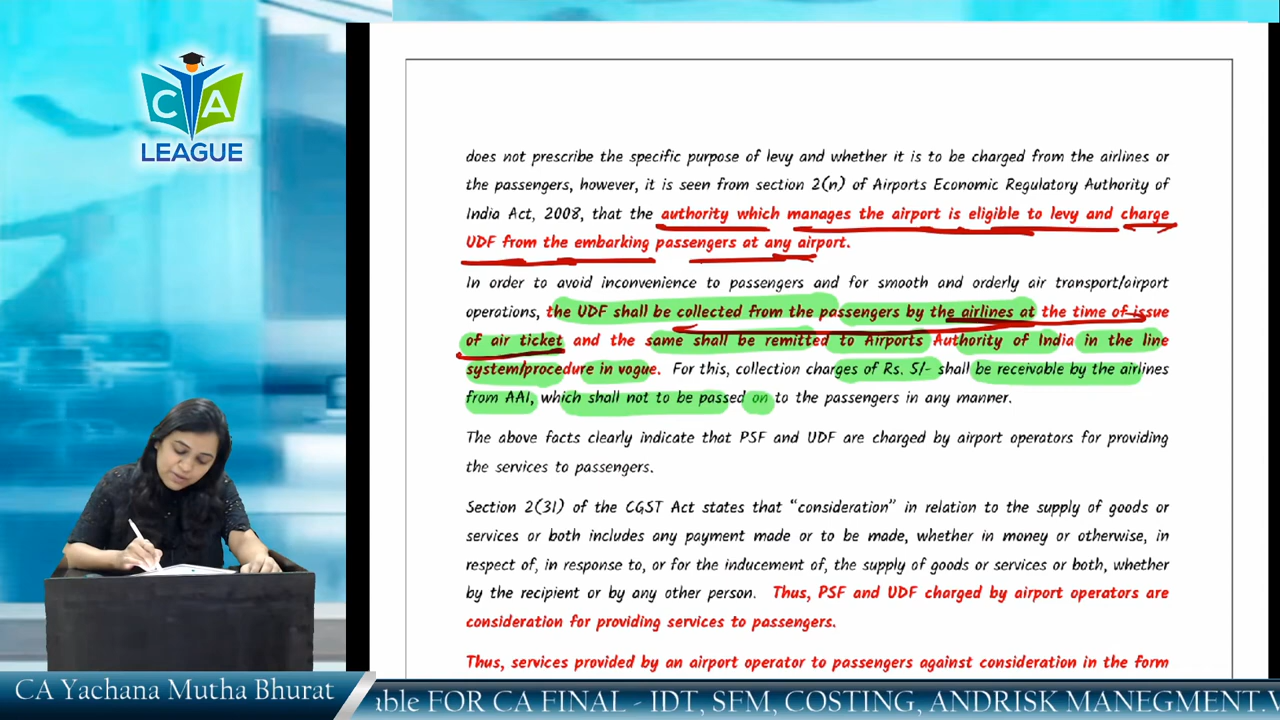 CA
LEAGUE
does not prescribe the specific purpose of levy and whether it is to be charged from the airlines or
the passengers, however, it is seen from section 2(n) of Airports Economic Regulatory Authority of
India Act, 2008, that the authority which manages the airport is eligible to levy and charge
UDF from the embarking passengers at any airport.
In order to avoid inconvenience to passengers and for smooth and orderly air transport/airport
operations, the UDF shall be collected from the passengers by the airlines at the time of issue
of air ticket and the same shall be remitted to Airports Authority of India in the line
system/procedure in vogue. For this, collection charges of Rs. 5/- shall be receivable by the airlines
from AAI, which shall not to be passed on to the passengers in any manner.
The above facts clearly indicate that PSF and UDF are charged by airport operators for providing
the services to passengers.
Section 2(31) of the CGST Act states that “consideration” in relation to the supply of goods or
services or both includes any payment made or to be made, whether in money or otherwise, in
respect of, in response to, or for the inducement of, the supply of goods or services or both, whether
by the recipient or by any other person. Thus, PSF and UDF charged by airport operators are
consideration for providing services to passengers.
Thus, services provided by an airport operator to passengers against consideration in the form
CA Yachana Mutha Bhurat
able FOR CA FINAL - IDT, SFM, COSTING, ANDRISK MANEGMENT.V